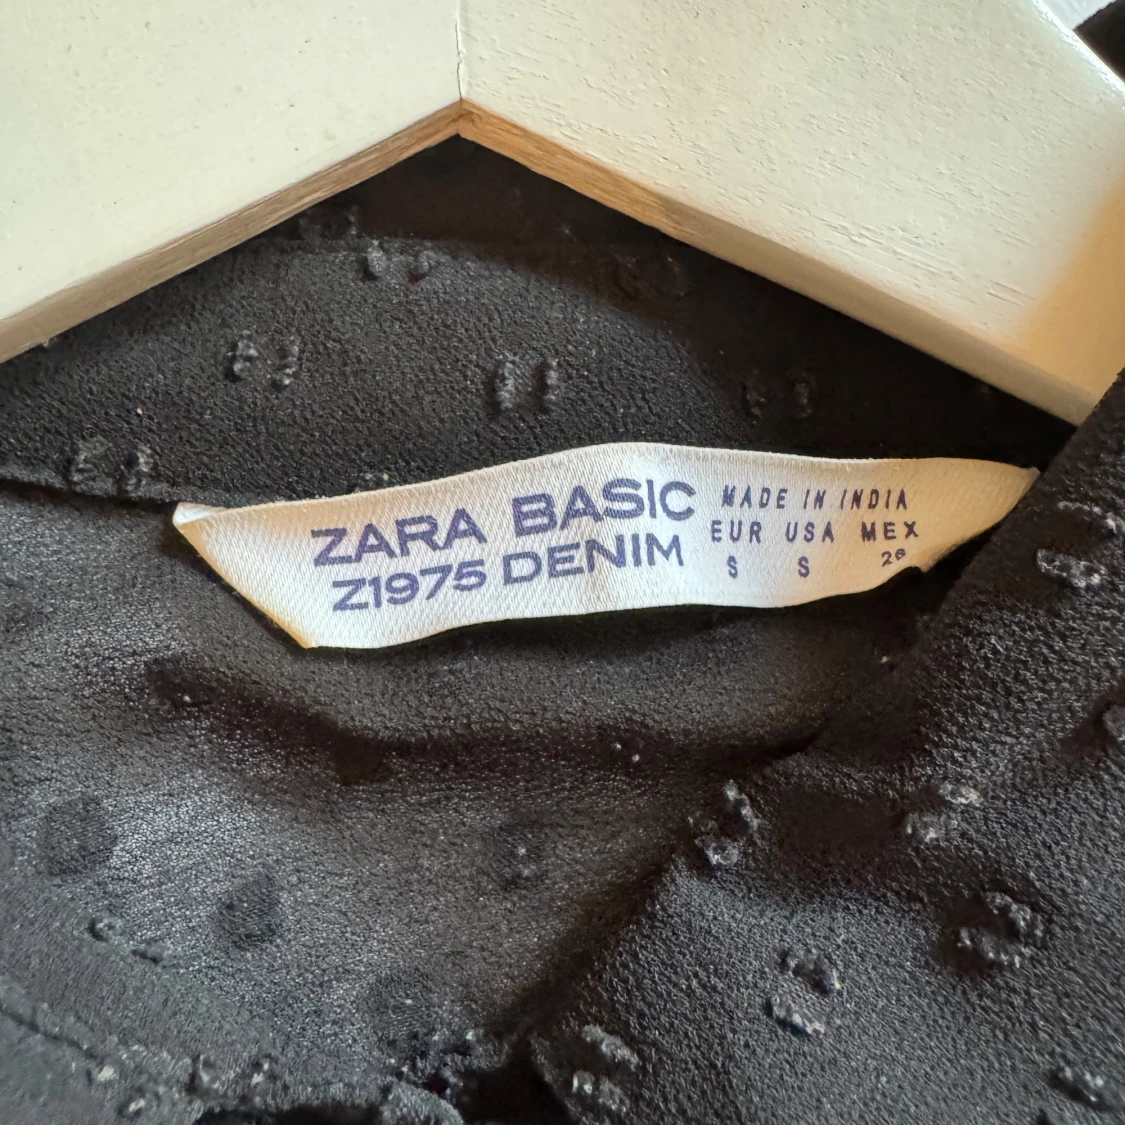 ZARA BASIC
Z1975 DENIM
MADE IN INDIA
EUR USA MEX
S S 26